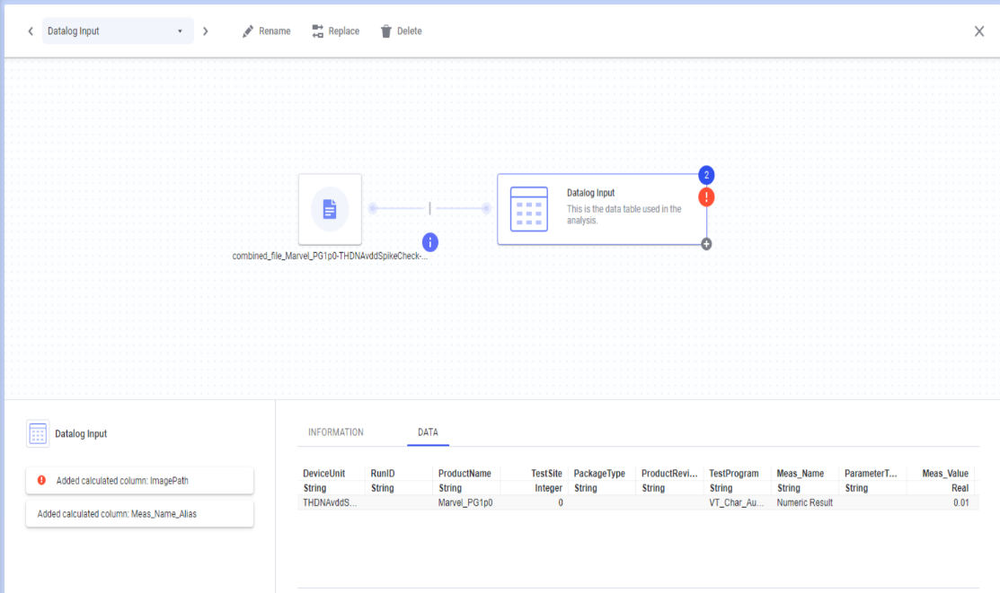 Datalog Input
Rename
Replace
Delete
2
Datalog Input
This is the data table used in the
analysis.
combined_file_Marvel_PG1p0-THDNAvddSpikeCheck-...
Datalog Input
INFORMATION DATA
Added calculated column: ImagePath
Added calculated column: Meas_Name_Alias
DeviceUnit RunID ProductName TestSite PackageType ProductRevi... TestProgram Meas_Name ParameterT... Meas_Value
String String String Integer String String String String String Real
THDNAvddS... Marvel_PG1p0 0 VT_Char_Au... Numeric Result 0.01